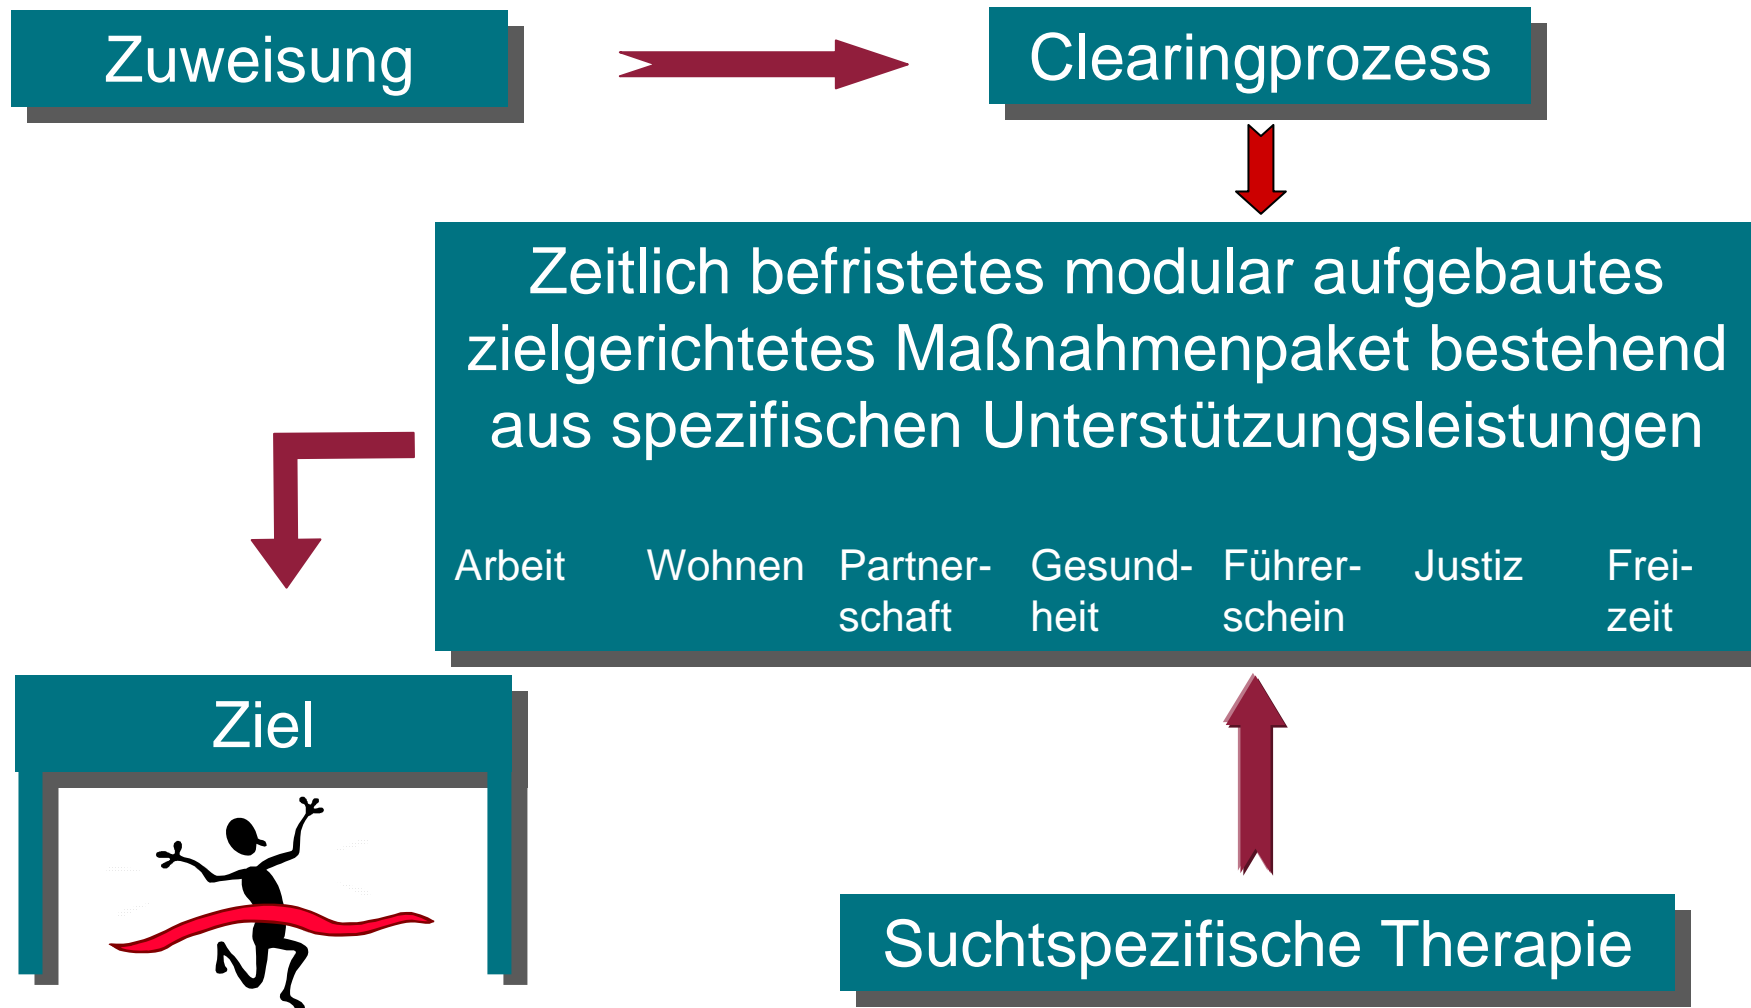 Zuweisung
Clearingprozess
Zeitlich befristetes modular aufgebautes
zielgerichtetes Maßnahmenpaket bestehend
aus spezifischen Unterstützungsleistungen
Arbeit
Wohnen
Partner-
schaft
Gesund-
heit
Führer-
schein
Justiz
Frei-
zeit
Ziel
Suchtspezifische Therapie